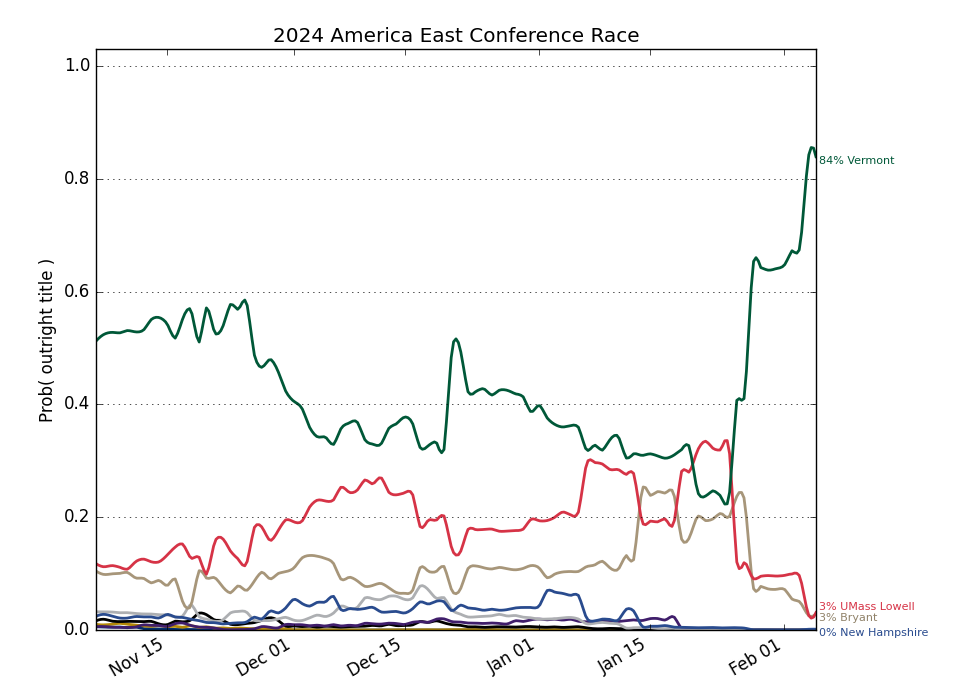 2024 America East Conference Race
1.0
0.8
0.6
0.4
0.2
0.0
Prob( outright title )
84% Vermont
3% UMass Lowell
3% Bryant
0% New Hampshire
Nov 15
Dec 01
Dec 15
Jan 01
Jan 15
Feb 01